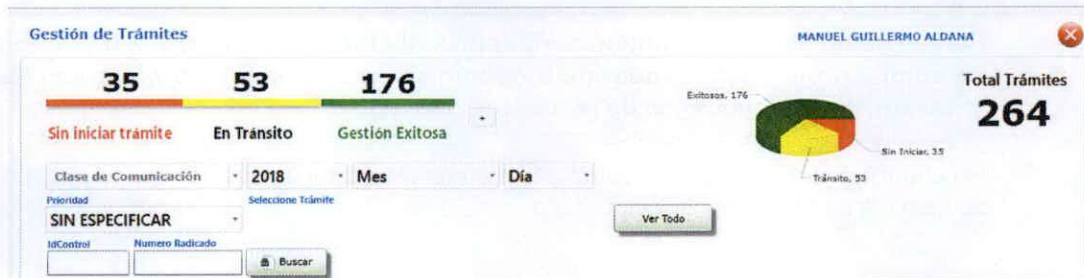 Gestión de Trámites
MANUEL GUILLERMO ALDANA
35 53 176
Sin iniciar trámite En Tránsito Gestión Exitosa
+
Exitosos, 176
Sin Iniciar, 35
Tránsito, 53
Total Trámites
264
Clase de Comunicación 2018 Mes Día
Prioridad Seleccione Trámite
SIN ESPECIFICAR
Ver Todo
IdControl Numero Radicado
Buscar